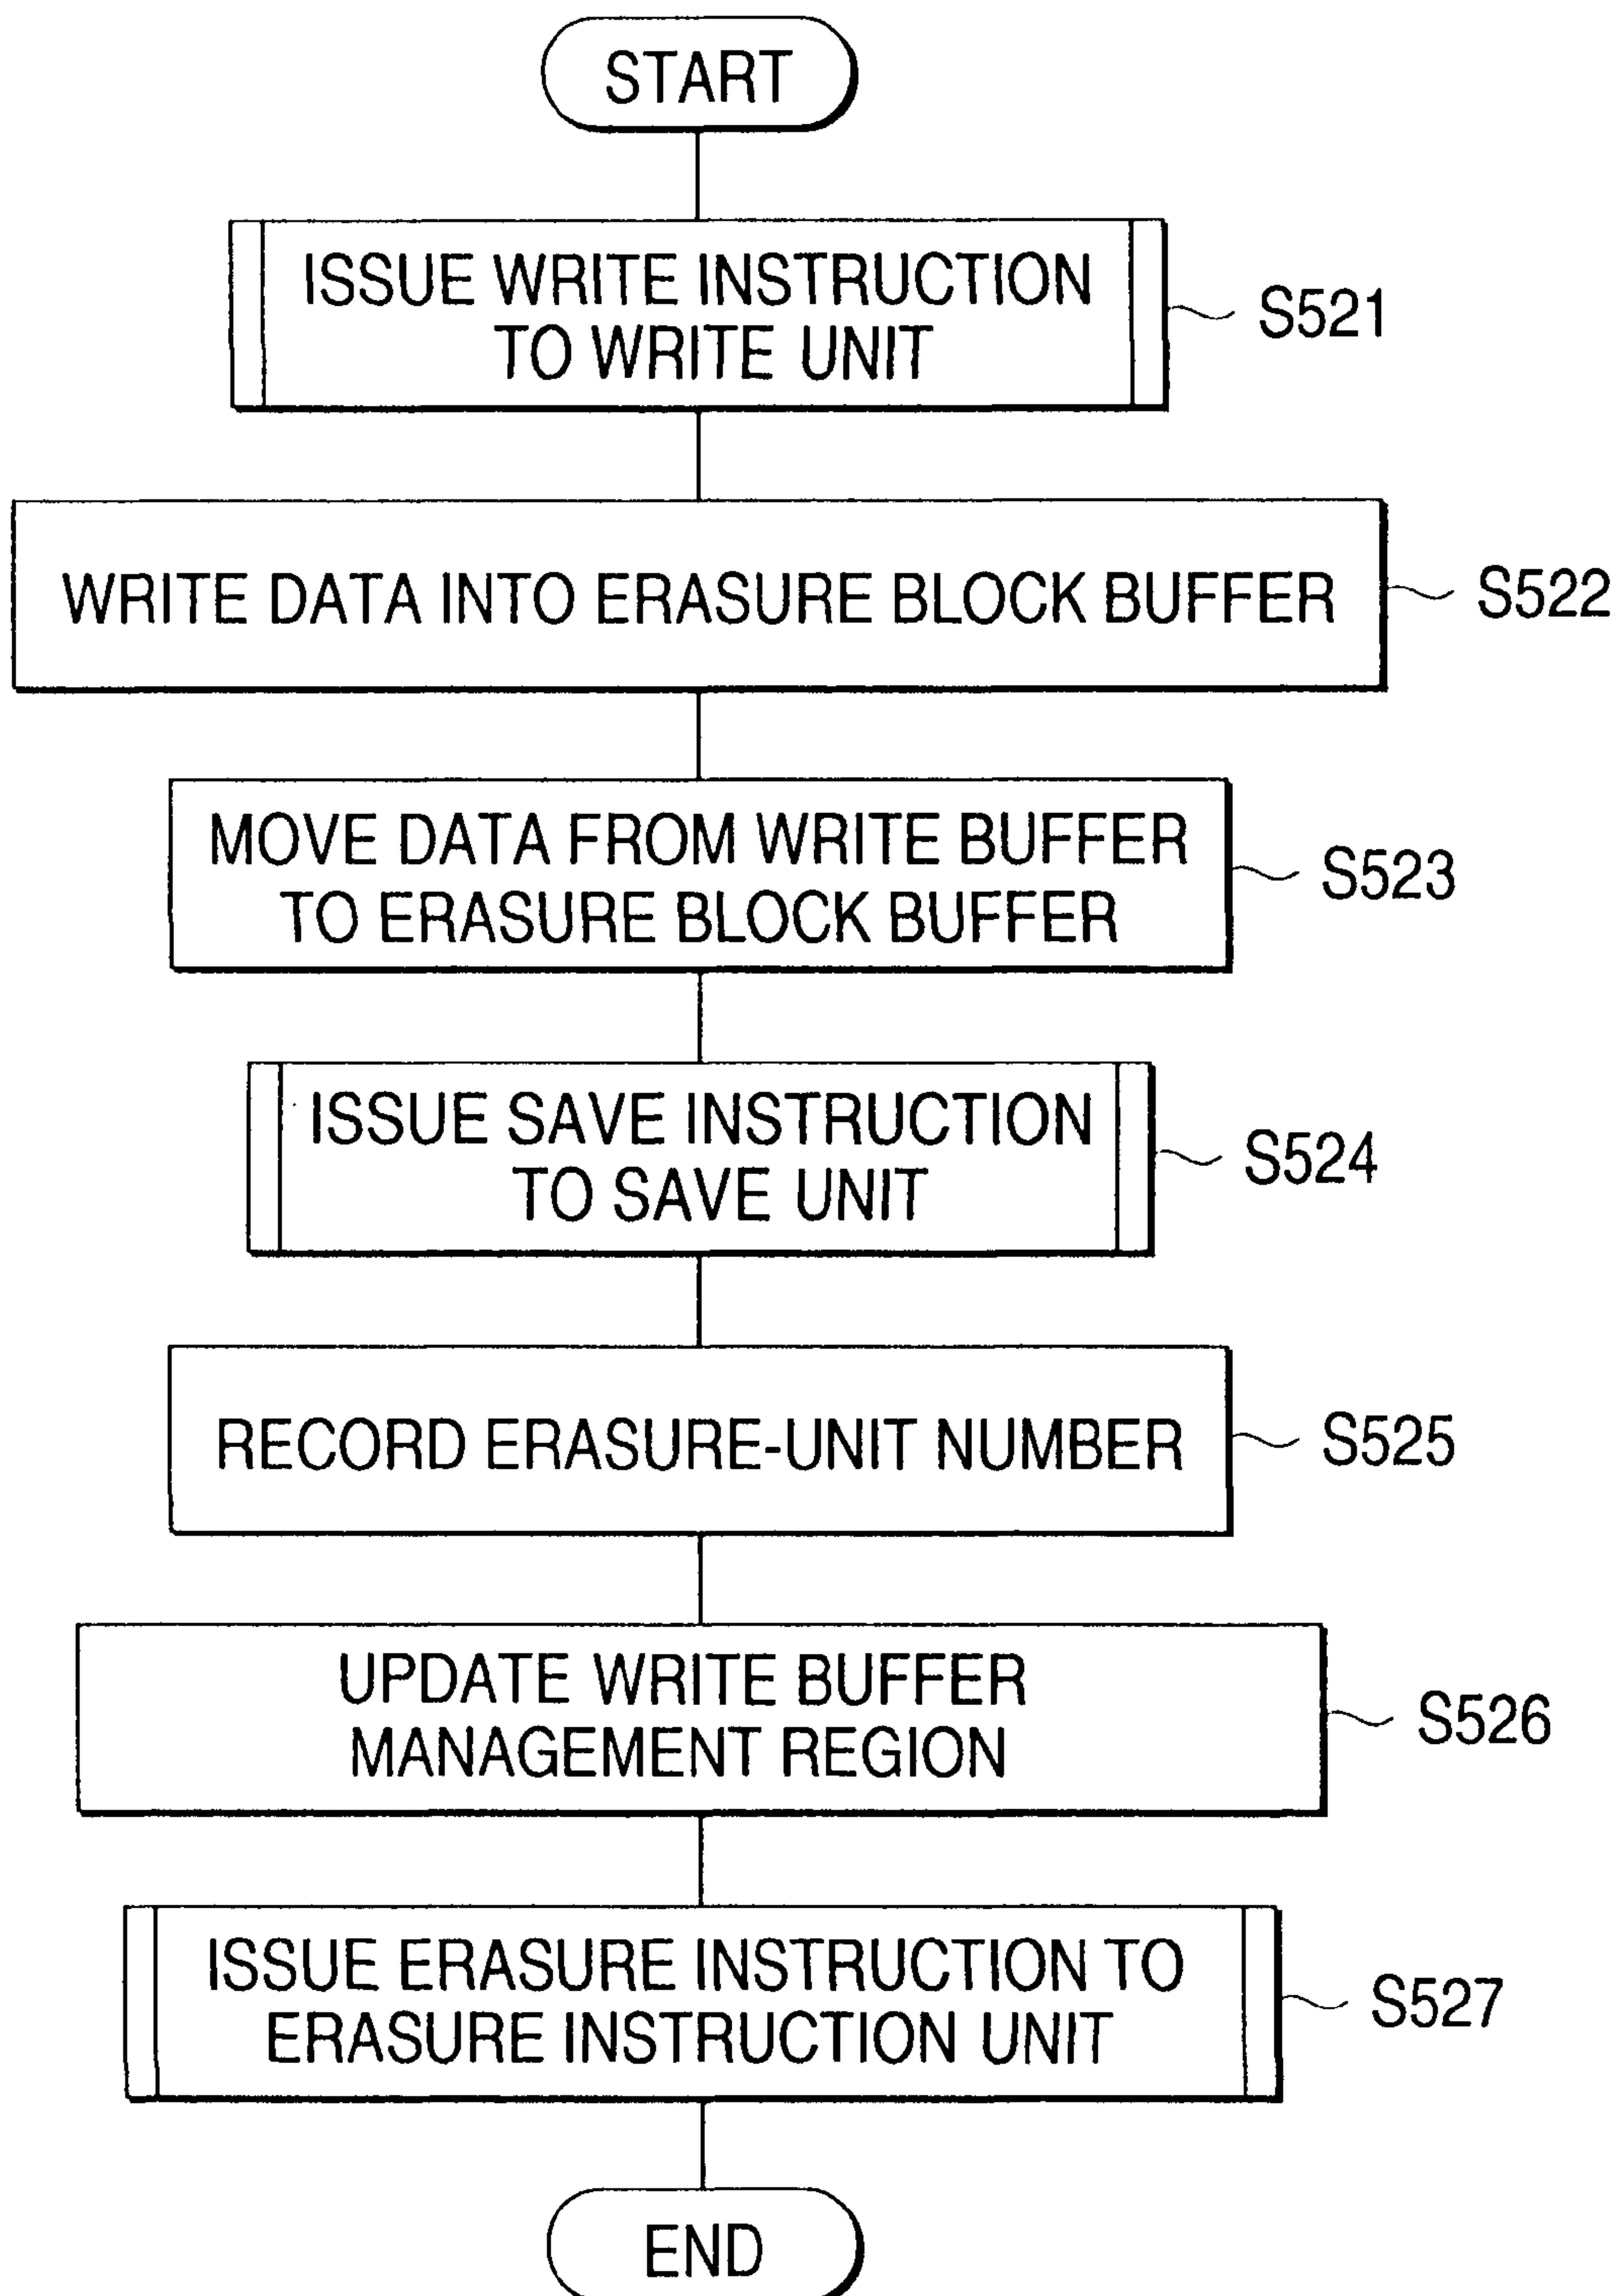 START
ISSUE WRITE INSTRUCTION
TO WRITE UNIT
S521
WRITE DATA INTO ERASURE BLOCK BUFFER
S522
MOVE DATA FROM WRITE BUFFER
TO ERASURE BLOCK BUFFER
S523
ISSUE SAVE INSTRUCTION
TO SAVE UNIT
S524
RECORD ERASURE-UNIT NUMBER
S525
UPDATE WRITE BUFFER
MANAGEMENT REGION
S526
ISSUE ERASURE INSTRUCTION TO
ERASURE INSTRUCTION UNIT
S527
END